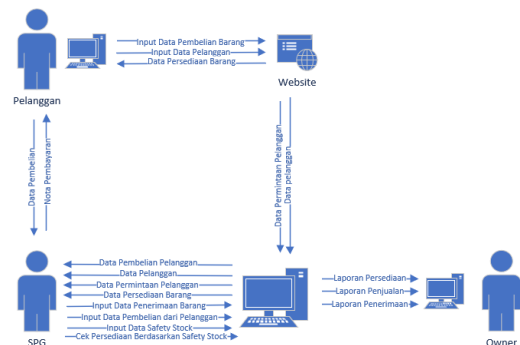 Input Data Pembelian Barang
Input Data Pelanggan
Data Persediaan Barang
Pelanggan
Website
Data Pembelian
Nota Pembayaran
Data Permintaan Pelanggan
Data pelanggan
Data Pembelian Pelanggan
Data Pelanggan
Data Permintaan Pelanggan
Data Persediaan Barang
Input Data Penerimaan Barang
Input Data Pembelian dari Pelanggan
Input Data Safety Stock
Cek Persediaan Berdasarkan Safety Stock
Laporan Persediaan
Laporan Penjualan
Laporan Penerimaan
SPG
Owner